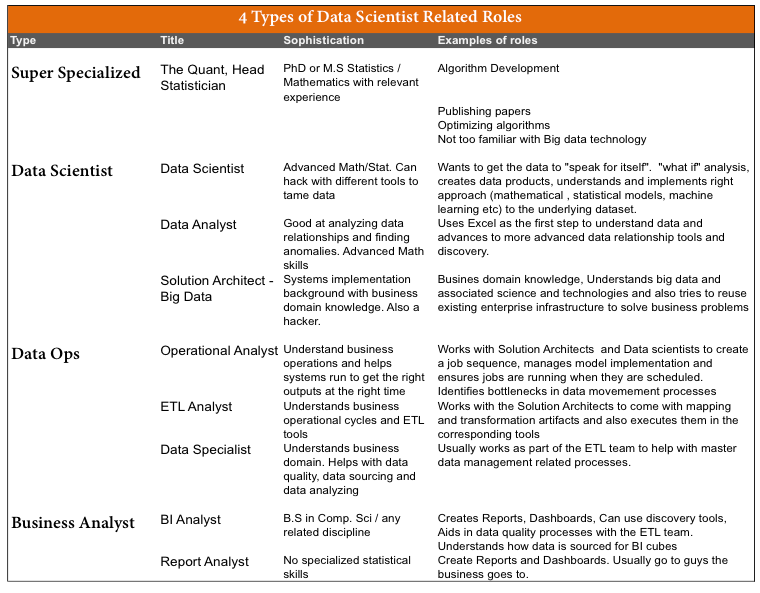 4 Types of Data Scientist Related Roles
Type Title Sophistication Examples of roles
Super Specialized
The Quant, Head
Statistician
PhD or M.S Statistics /
Mathematics with relevant
experience
Algorithm Development
Publishing papers
Optimizing algorithms
Not too familiar with Big data technology
Data Scientist
Data Scientist
Advanced Math/Stat. Can
hack with different tools to
tame data
Wants to get the data to "speak for itself".  "what if" analysis,
creates data products, understands and implements right
approach (mathematical , statistical models, machine
learning etc) to the underlying dataset.
Data Analyst
Good at analyzing data
relationships and finding
anomalies. Advanced Math
skills
Uses Excel as the first step to understand data and
advances to more advanced data relationship tools and
discovery.
Solution Architect -
Big Data
Systems implementation
background with business
domain knowledge. Also a
hacker.
Busines domain knowledge, Understands big data and
associated science and technologies and also tries to reuse
existing enterprise infrastructure to solve business problems
Data Ops
Operational Analyst
Understand business
operations and helps
systems run to get the right
outputs at the right time
Works with Solution Architects  and Data scientists to create
a job sequence, manages model implementation and
ensures jobs are running when they are scheduled.
Identifies bottlenecks in data movemement processes
ETL Analyst
Understands business
operational cycles and ETL
tools
Works with the Solution Architects to come with mapping
and transformation artifacts and also executes them in the
corresponding tools
Data Specialist
Understands business
domain. Helps with data
quality, data sourcing and
data analyzing
Usually works as part of the ETL team to help with master
data management related processes.
Business Analyst
BI Analyst
B.S in Comp. Sci / any
related discipline
Creates Reports, Dashboards, Can use discovery tools,
Aids in data quality processes with the ETL team.
Understands how data is sourced for BI cubes
Report Analyst
No specialized statistical
skills
Create Reports and Dashboards. Usually go to guys the
business goes to.